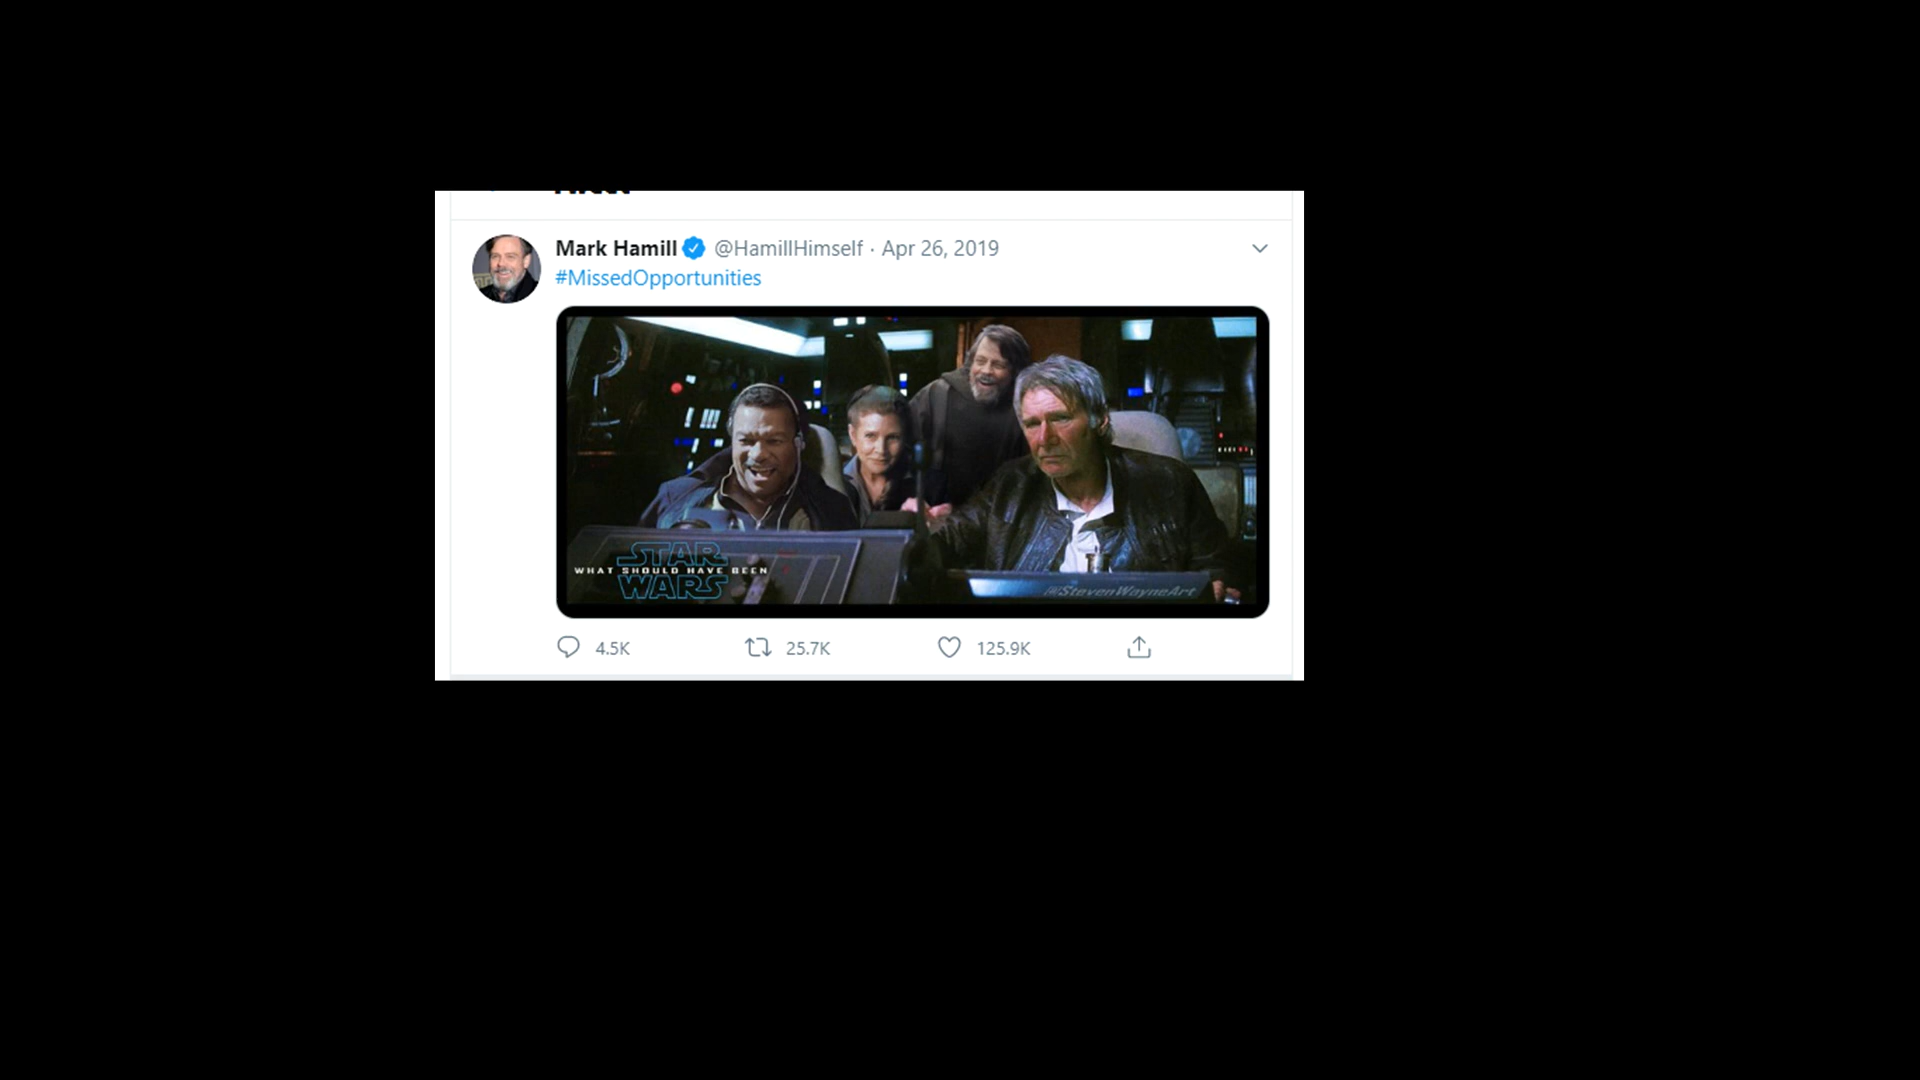 Mark Hamill @HamillHimself · Apr 26, 2019
#MissedOpportunities
STAR
WHAT SHOULD HAVE BEEN
WARS
@StevenWayneArt
4.5K 25.7K 125.9K